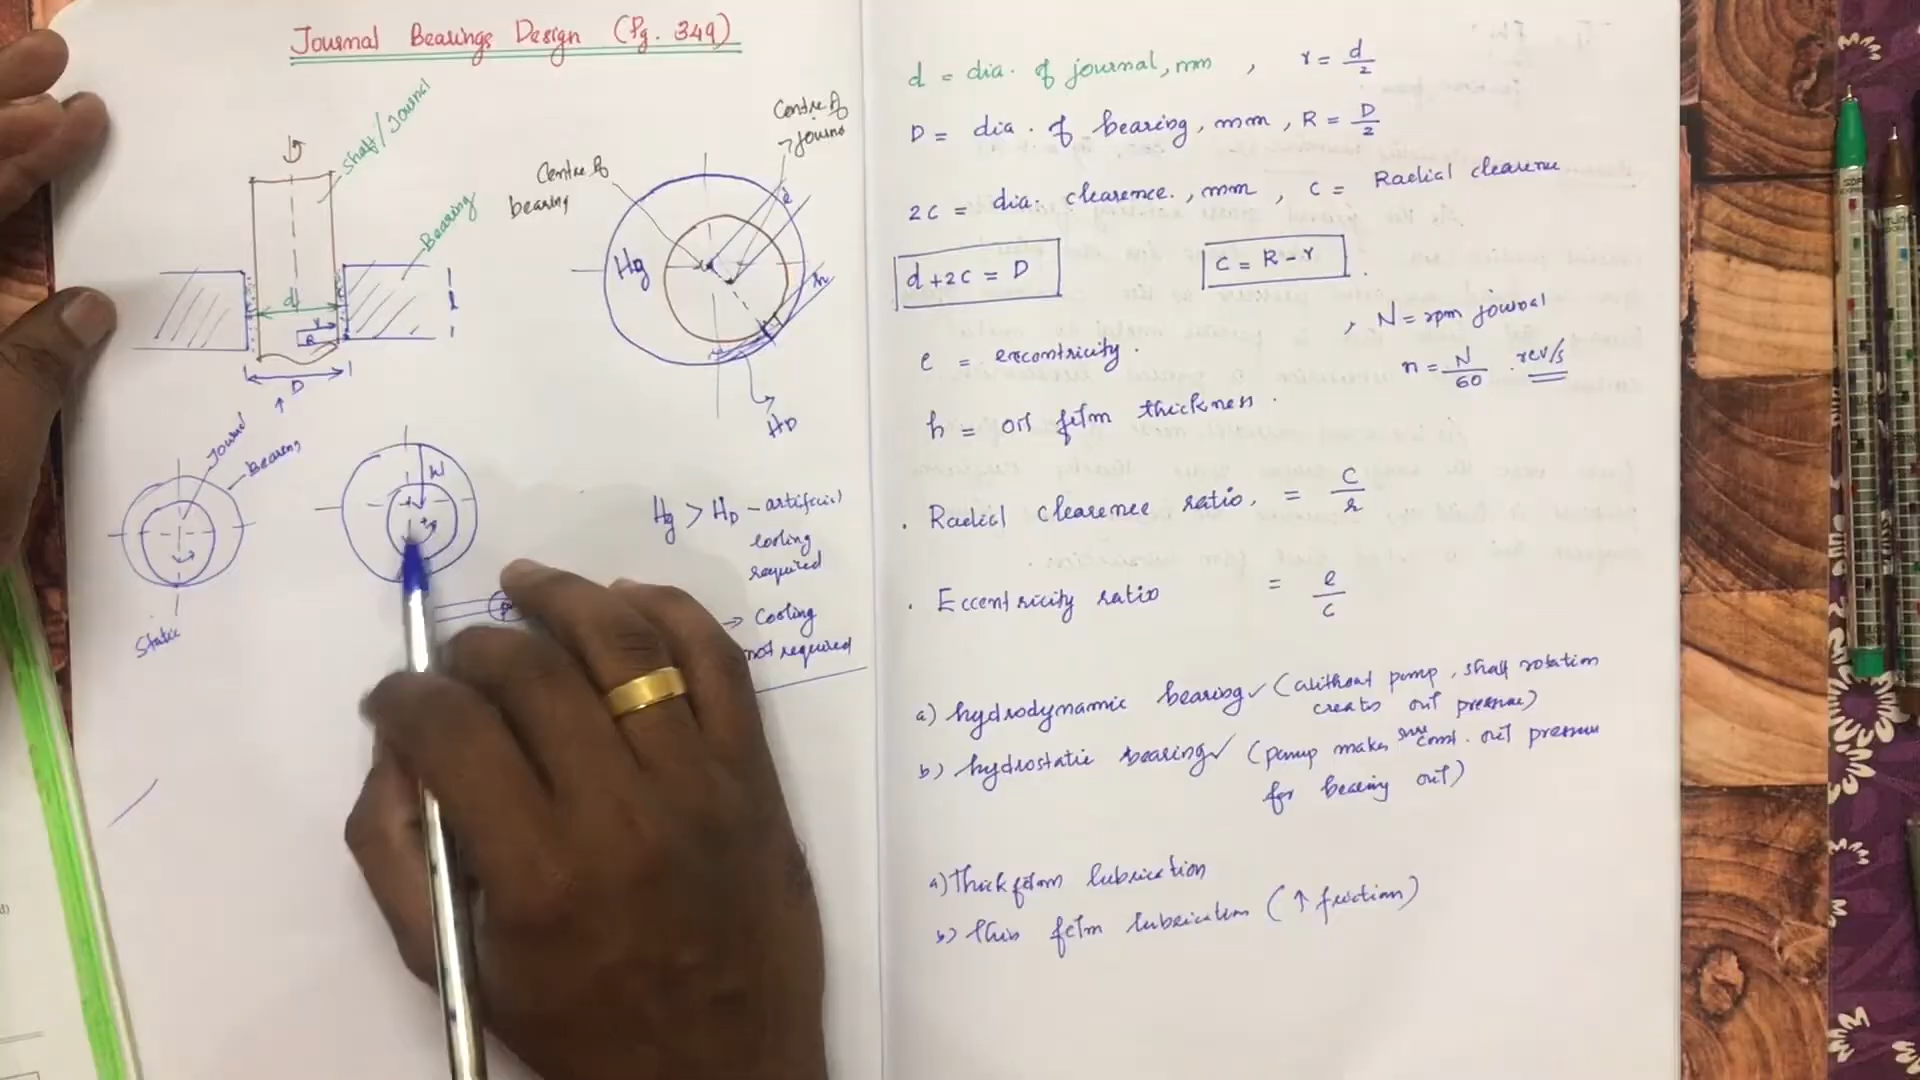 Journal Bearings Design (Pg. 349)
Shaft/Journal
Bearing
d
r
R
D
Centre of
bearing
Centre of
e
Hg
h
HD
Journal
Bearing
Static
W
Hg > HD - artificial
cooling
required
→ Cooling
not required
d = dia. of journal, mm , r = d/2
D = dia. of bearing, mm , R = D/2
2C = dia. clearence., mm , C = Radial clearence
d + 2C = D
C = R - r
, N = rpm journal
e = eccentricity.
n = N/60 . rev/s
h = oil film thickness.
. Radial clearence ratio. = C/r
. Eccentricity ratio = e/c
a) hydrodynamic bearing ✓ (without pump, shaft rotation
creates oil pressure)
b) hydrostatic bearing ✓ (pump makes sure const. oil pressure
for bearing oil)
a) Thick film lubrication
b) thin film lubrication (↑ friction)